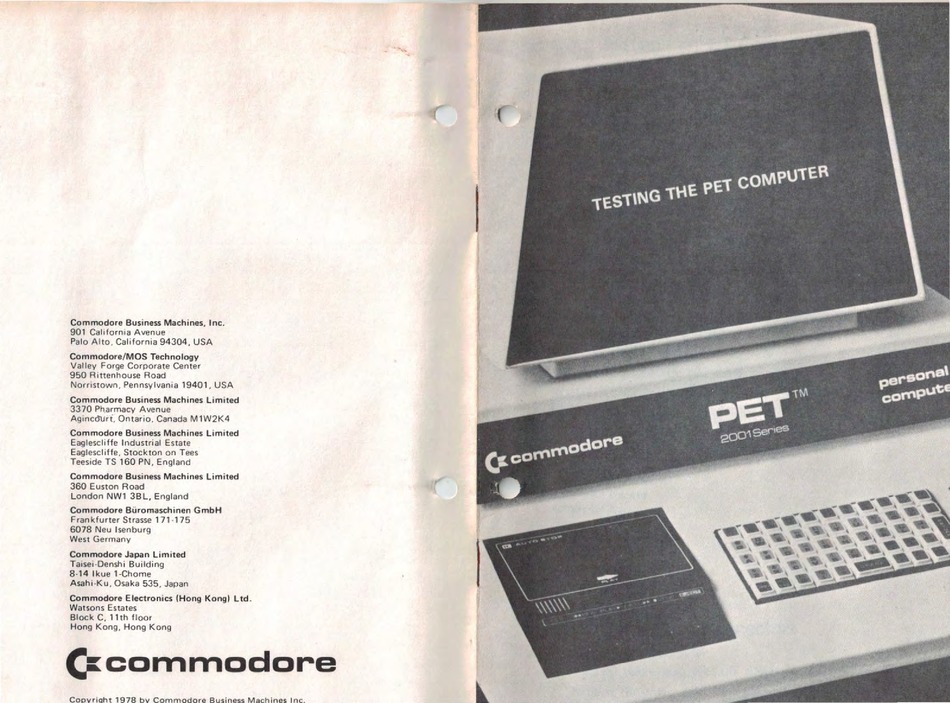 Commodore Business Machines, Inc.
901 California Avenue
Palo Alto, California 94304, USA
Commodore/MOS Technology
Valley Forge Corporate Center
950 Rittenhouse Road
Norristown, Pennsylvania 19401, USA
Commodore Business Machines Limited
3370 Pharmacy Avenue
Agincourt, Ontario, Canada M1W2K4
Commodore Business Machines Limited
Eaglescliffe Industrial Estate
Eaglescliffe, Stockton on Tees
Teeside TS 160 PN, England
Commodore Business Machines Limited
360 Euston Road
London NW1 3BL, England
Commodore Büromaschinen GmbH
Frankfurter Strasse 171-175
6078 Neu Isenburg
West Germany
Commodore Japan Limited
Taisei-Denshi Building
8-14 Ikue 1-Chome
Asahi-Ku, Osaka 535, Japan
Commodore Electronics (Hong Kong) Ltd.
Watsons Estates
Block C, 11th floor
Hong Kong, Hong Kong
commodore
Copyright 1978 by Commodore Business Machines Inc.
TESTING THE PET COMPUTER
commodore
PET TM
2001 Series
personal
compute
AUTO STOP